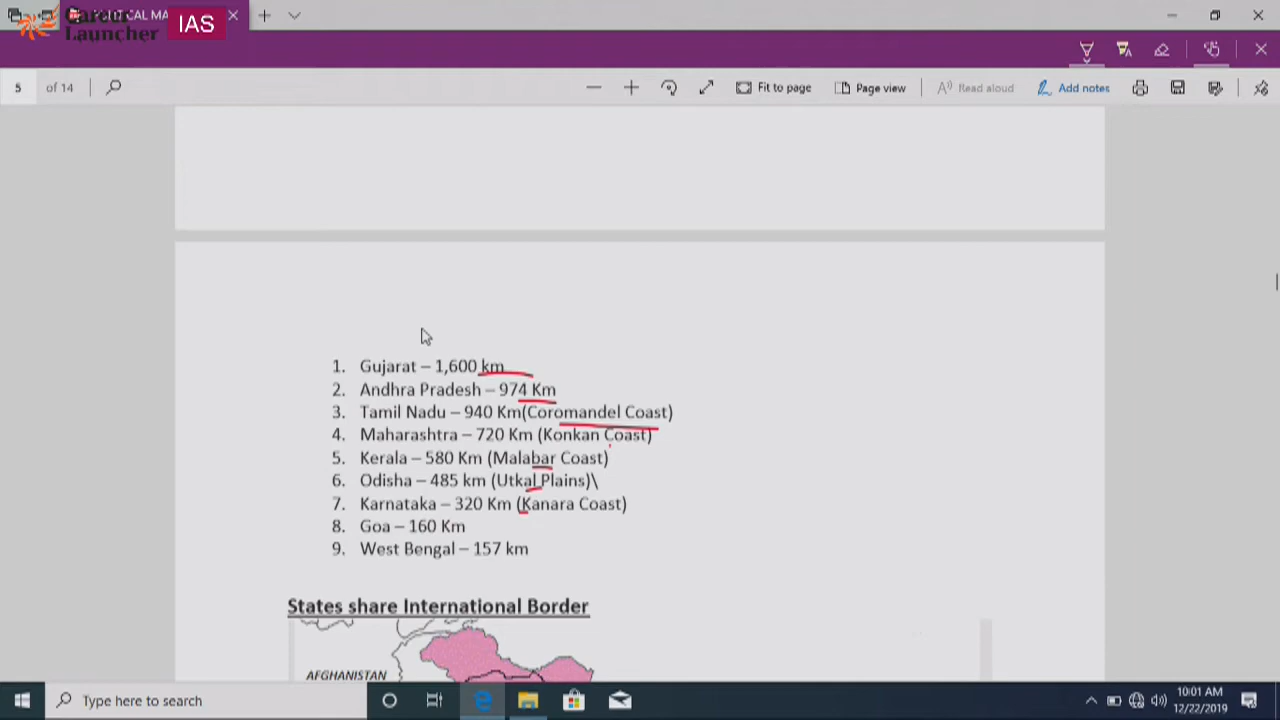 Career
Launcher
IAS
5 of 14
Fit to page
Page view
Read aloud
Add notes
1. Gujarat – 1,600 km
2. Andhra Pradesh – 974 Km
3. Tamil Nadu – 940 Km(Coromandel Coast)
4. Maharashtra – 720 Km (Konkan Coast)
5. Kerala – 580 Km (Malabar Coast)
6. Odisha – 485 km (Utkal Plains)\
7. Karnataka – 320 Km (Kanara Coast)
8. Goa – 160 Km
9. West Bengal – 157 km
States share International Border
AFGHANISTAN
Type here to search
10:01 AM
12/22/2019